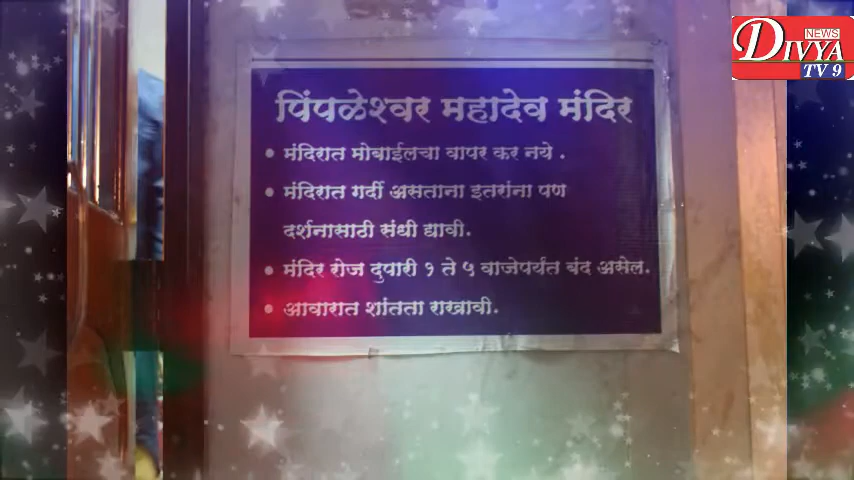 पिंपळेश्वर महादेव मंदिर
• मंदिरात मोबाईलचा वापर कर नये .
• मंदिरात गर्दी असताना इतरांना पण
दर्शनासाठी संधी द्यावी.
• मंदिर रोज दुपारी १ ते ५ वाजेपर्यंत बंद असेल.
• आवारात शांतता राखावी.
DIVYA
NEWS
TV 9